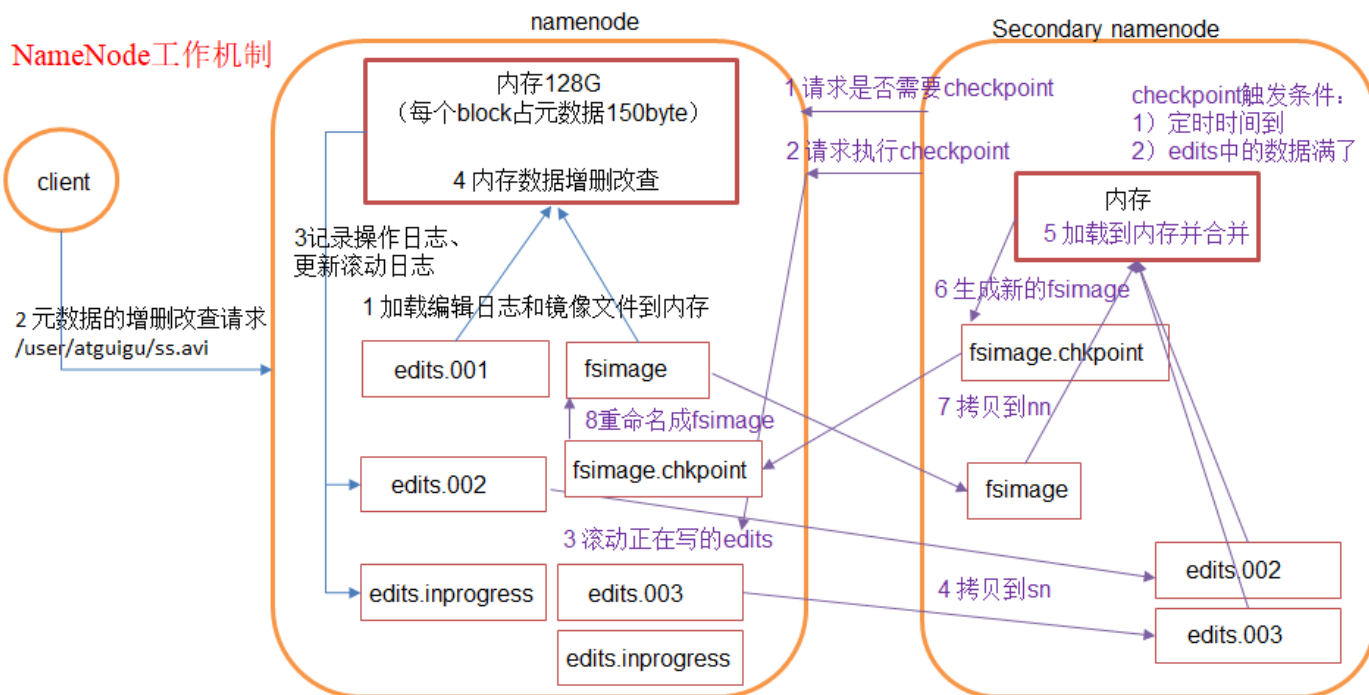 NameNode工作机制
client
2 元数据的增删改查请求
/user/atguigu/ss.avi
namenode
内存128G
（每个block占元数据150byte）
4 内存数据增删改查
3记录操作日志、
更新滚动日志
1 加载编辑日志和镜像文件到内存
edits.001
fsimage
8重命名成fsimage
fsimage.chkpoint
edits.002
3 滚动正在写的edits
edits.inprogress
edits.003
edits.inprogress
1 请求是否需要checkpoint
2 请求执行checkpoint
Secondary namenode
checkpoint触发条件：
1）定时时间到
2）edits中的数据满了
内存
5 加载到内存并合并
6 生成新的fsimage
fsimage.chkpoint
7 拷贝到nn
fsimage
4 拷贝到sn
edits.002
edits.003